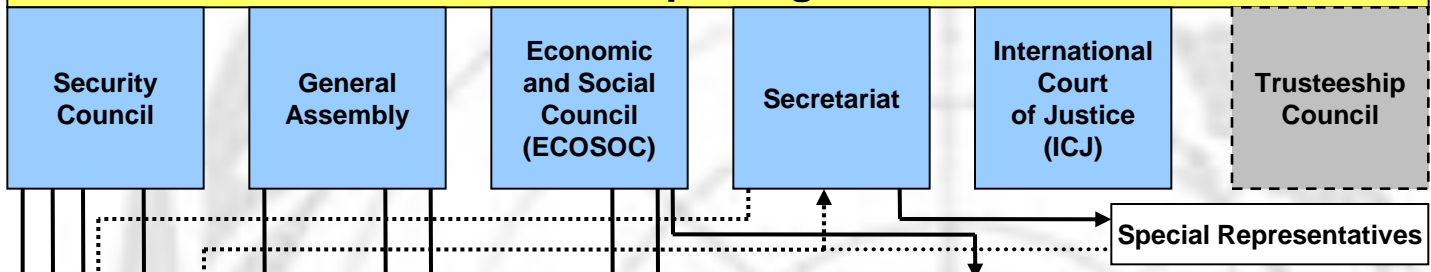 Security
Council
General
Assembly
Economic
and Social
Council
(ECOSOC)
Secretariat
International
Court
of Justice
(ICJ)
Trusteeship
Council
Special Representatives